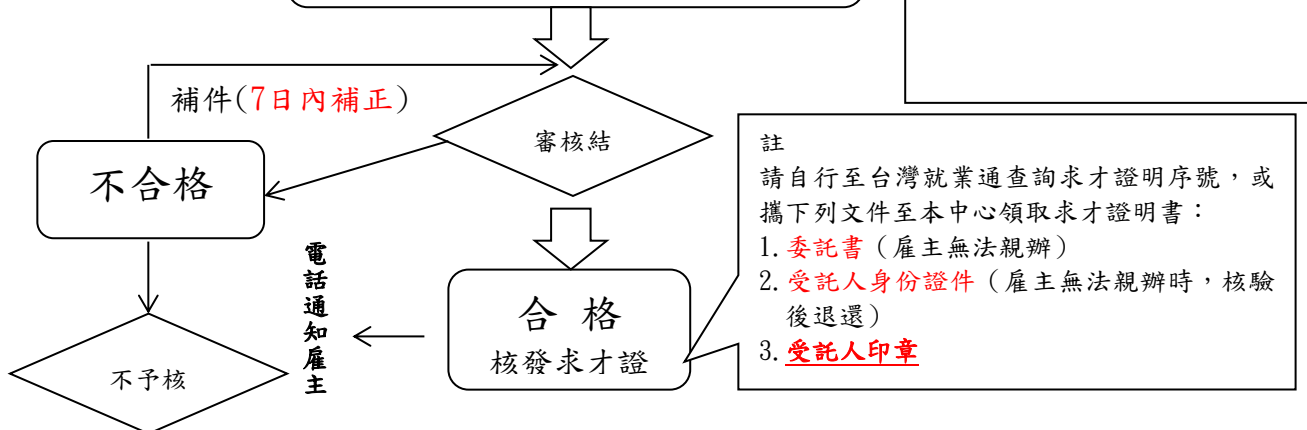 補件(7日內補正)
審核結
不合格
註
請自行至台灣就業通查詢求才證明序號，或
攜下列文件至本中心領取求才證明書：
1.委託書（雇主無法親辦）
2.受託人身份證件（雇主無法親辦時，核驗
後退還）
3.受託人印章
電話通知雇主
合 格
核發求才證
不予核